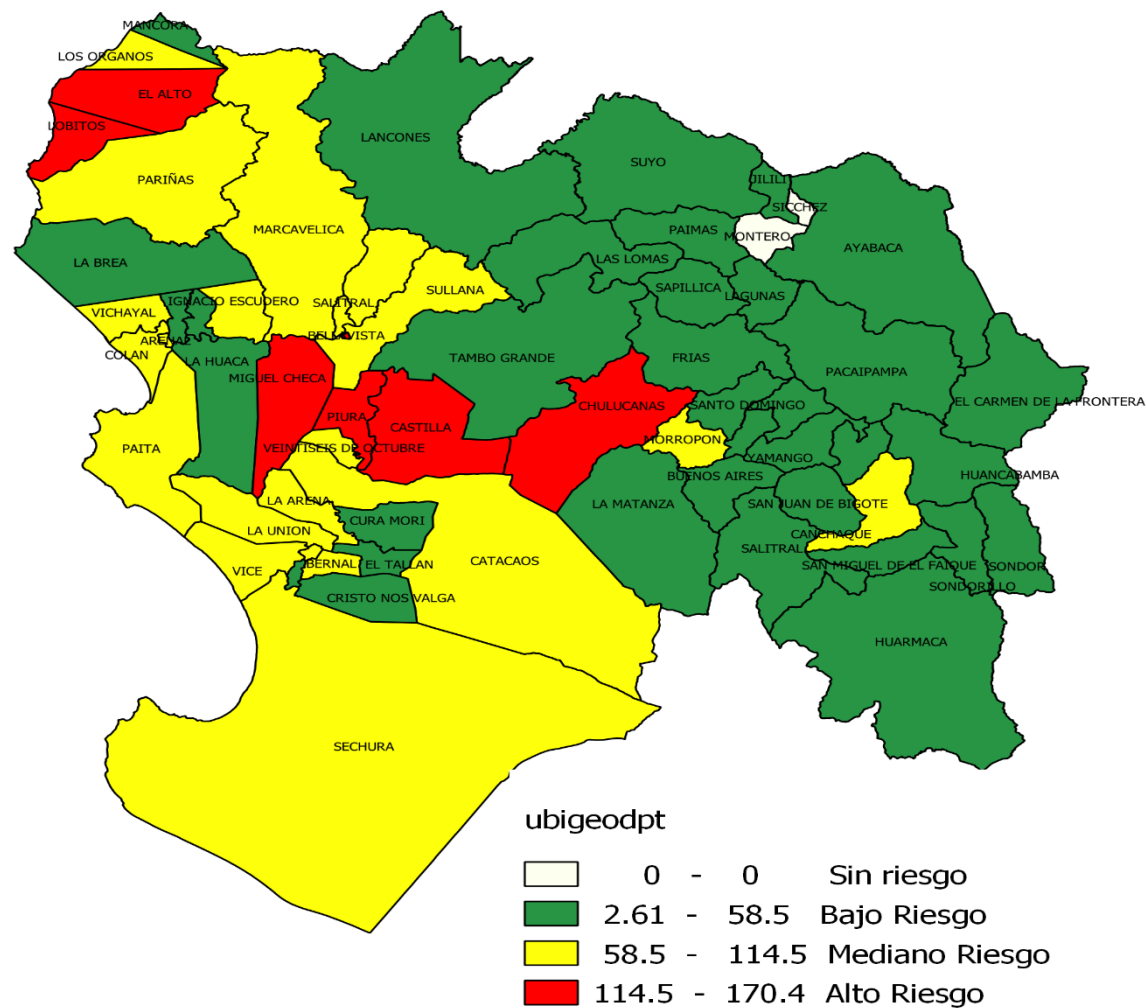 MANCORA
LOS ORGANOS
EL ALTO
LOBITOS
LANCONES
SUYO
JILILI
PARIÑAS
SICCHEZ
MARCAVELICA
PAIMAS
MONTERO
AYABACA
LA BREA
LAS LOMAS
SAPILLICA
LAGUNAS
SULLANA
IGNACIO ESCUDERO
SALITRAL
VICHAYAL
BELLAVISTA
ARENAL
COLAN
LA HUACA
TAMBO GRANDE
FRIAS
PACAIPAMPA
MIGUEL CHECA
CHULUCANAS
SANTO DOMINGO
EL CARMEN DE LA FRONTERA
PIURA
CASTILLA
PAITA
VEINTISEIS DE OCTUBRE
MORROPON
YAMANGO
BUENOS AIRES
HUANCABAMBA
LA ARENA
LA MATANZA
SAN JUAN DE BIGOTE
CURA MORI
LA UNION
CANCHAQUE
SALITRAL
CATACAOS
BERNAL
EL TALLAN
VICE
SAN MIGUEL DE EL FAIQUE
SONDOR
SONDORILLO
CRISTO NOS VALGA
HUARMACA
SECHURA
ubigeodpt
0 - 0 Sin riesgo
2.61 - 58.5 Bajo Riesgo
58.5 - 114.5 Mediano Riesgo
114.5 - 170.4 Alto Riesgo